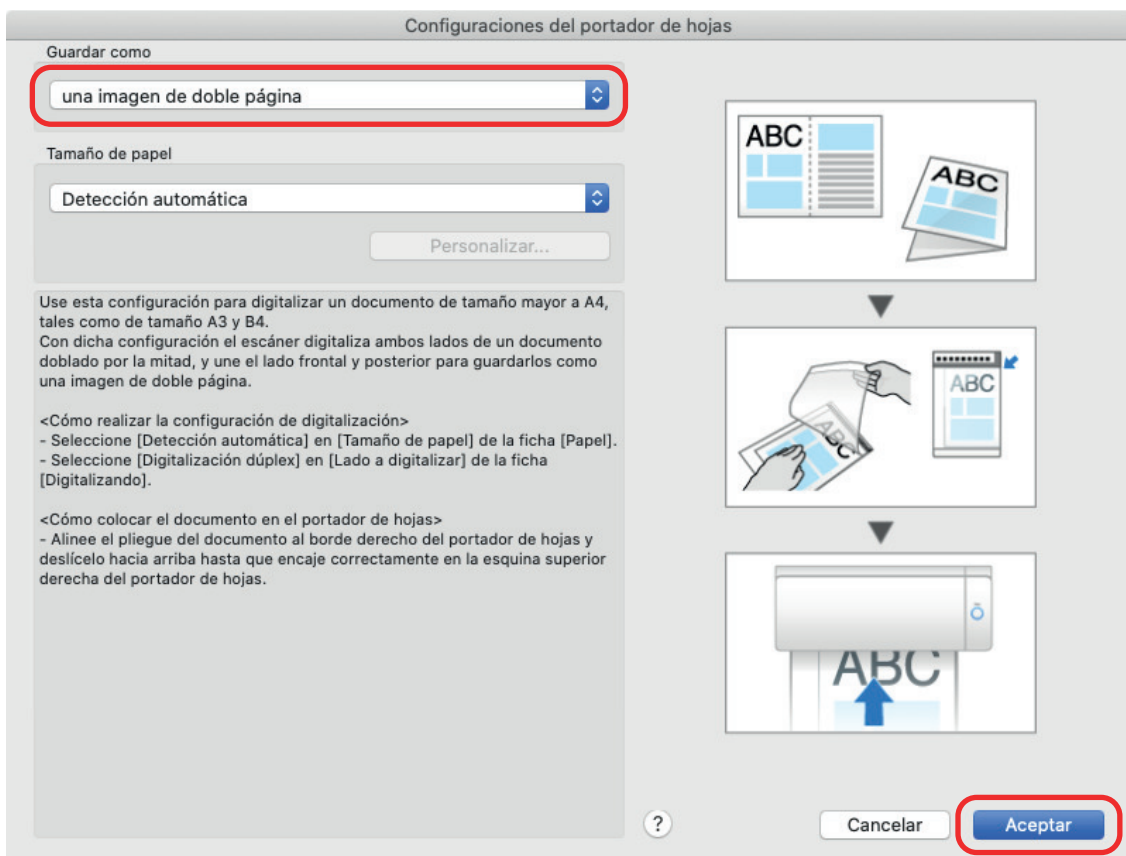 Configuraciones del portador de hojas
Guardar como
una imagen de doble página
Tamaño de papel
Detección automática
Personalizar...
Use esta configuración para digitalizar un documento de tamaño mayor a A4,
tales como de tamaño A3 y B4.
Con dicha configuración el escáner digitaliza ambos lados de un documento
doblado por la mitad, y une el lado frontal y posterior para guardarlos como
una imagen de doble página.
<Cómo realizar la configuración de digitalización>
- Seleccione [Detección automática] en [Tamaño de papel] de la ficha [Papel].
- Seleccione [Digitalización dúplex] en [Lado a digitalizar] de la ficha
[Digitalizando].
<Cómo colocar el documento en el portador de hojas>
- Alinee el pliegue del documento al borde derecho del portador de hojas y
deslícelo hacia arriba hasta que encaje correctamente en la esquina superior
derecha del portador de hojas.
ABC
ABC
ABC
ABC
ABC
?
Cancelar
Aceptar